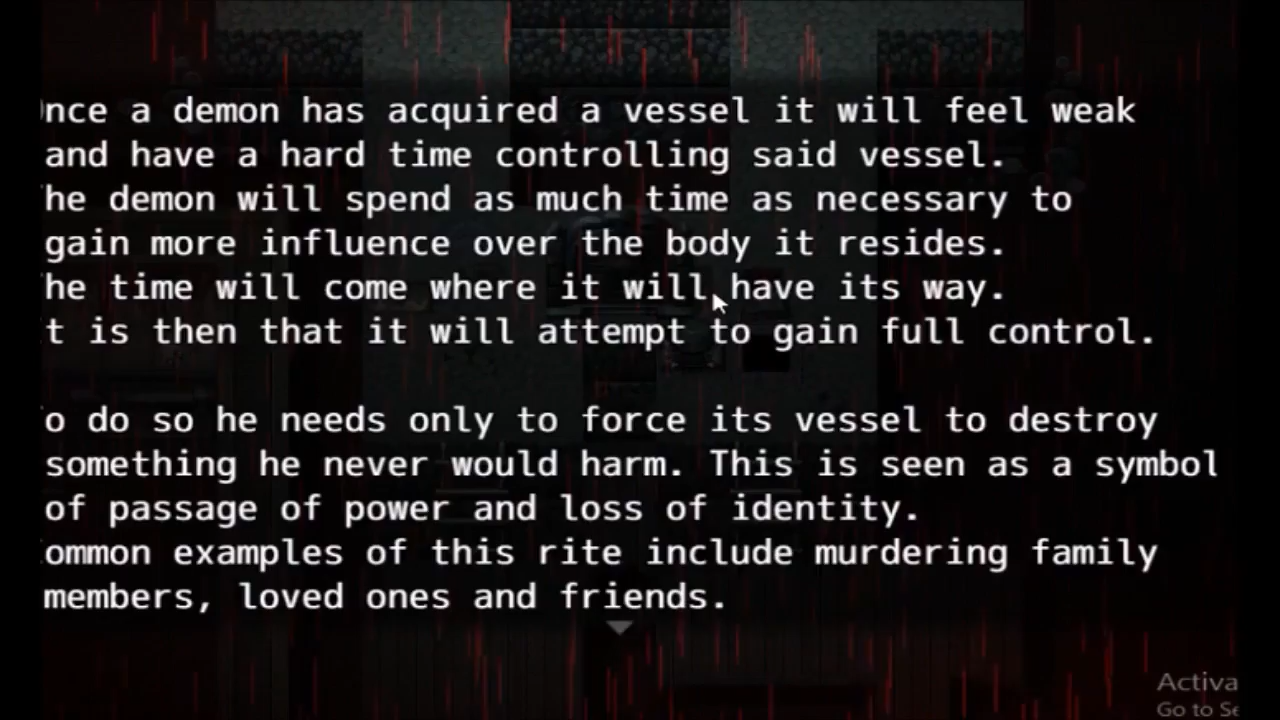 nce a demon has acquired a vessel it will feel weak
and have a hard time controlling said vessel.
he demon will spend as much time as necessary to
gain more influence over the body it resides.
he time will come where it will have its way.
t is then that it will attempt to gain full control.
o do so he needs only to force its vessel to destroy
something he never would harm. This is seen as a symbol
of passage of power and loss of identity.
ommon examples of this rite include murdering family
members, loved ones and friends.
Activa
Go to Se